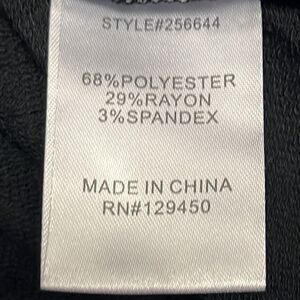 STYLE#256644
68%POLYESTER
29%RAYON
3%SPANDEX
MADE IN CHINA
RN#129450